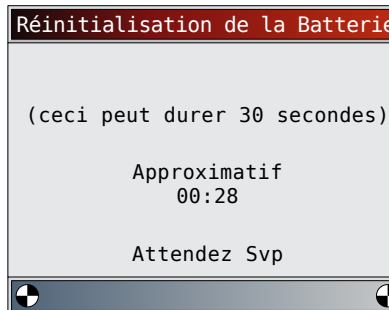 Réinitialisation de la Batterie
(ceci peut durer 30 secondes)
Approximatif
00:28
Attendez Svp